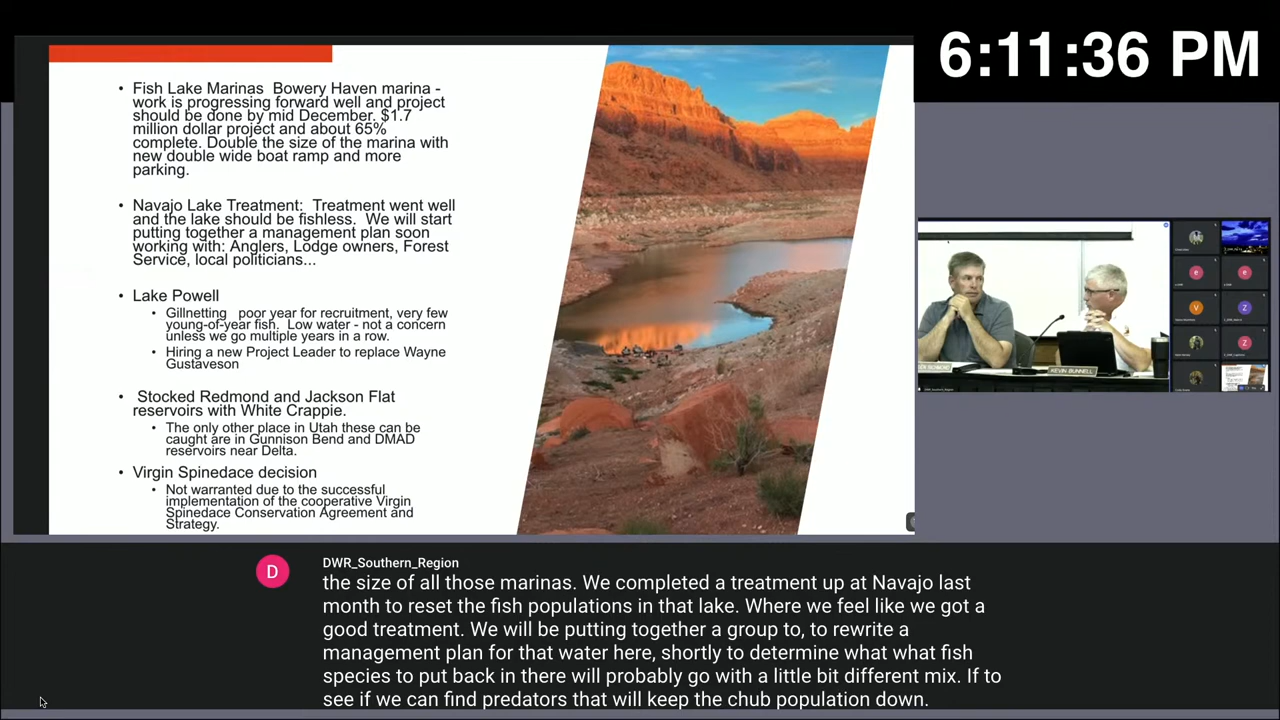 6:11:36 PM
• Fish Lake Marinas Bowery Haven marina -
work is progressing forward well and project
should be done by mid December. $1.7
million dollar project and about 65%
complete. Double the size of the marina with
new double wide boat ramp and more
parking.
• Navajo Lake Treatment: Treatment went well
and the lake should be fishless. We will start
putting together a management plan soon
working with: Anglers, Lodge owners, Forest
Service, local politicians...
• Lake Powell
• Gillnetting poor year for recruitment, very few
young-of-year fish. Low water - not a concern
unless we go multiple years in a row.
• Hiring a new Project Leader to replace Wayne
Gustaveson
• Stocked Redmond and Jackson Flat
reservoirs with White Crappie.
• The only other place in Utah these can be
caught are in Gunnison Bend and DMAD
reservoirs near Delta.
• Virgin Spinedace decision
• Not warranted due to the successful
implementation of the cooperative Virgin
Spinedace Conservation Agreement and
Strategy.
KEVIN BUNNELL
DWR_Southern_Region
e
e
V
Z
Z
D
DWR_Southern_Region
the size of all those marinas. We completed a treatment up at Navajo last
month to reset the fish populations in that lake. Where we feel like we got a
good treatment. We will be putting together a group to, to rewrite a
management plan for that water here, shortly to determine what what fish
species to put back in there will probably go with a little bit different mix. If to
see if we can find predators that will keep the chub population down.